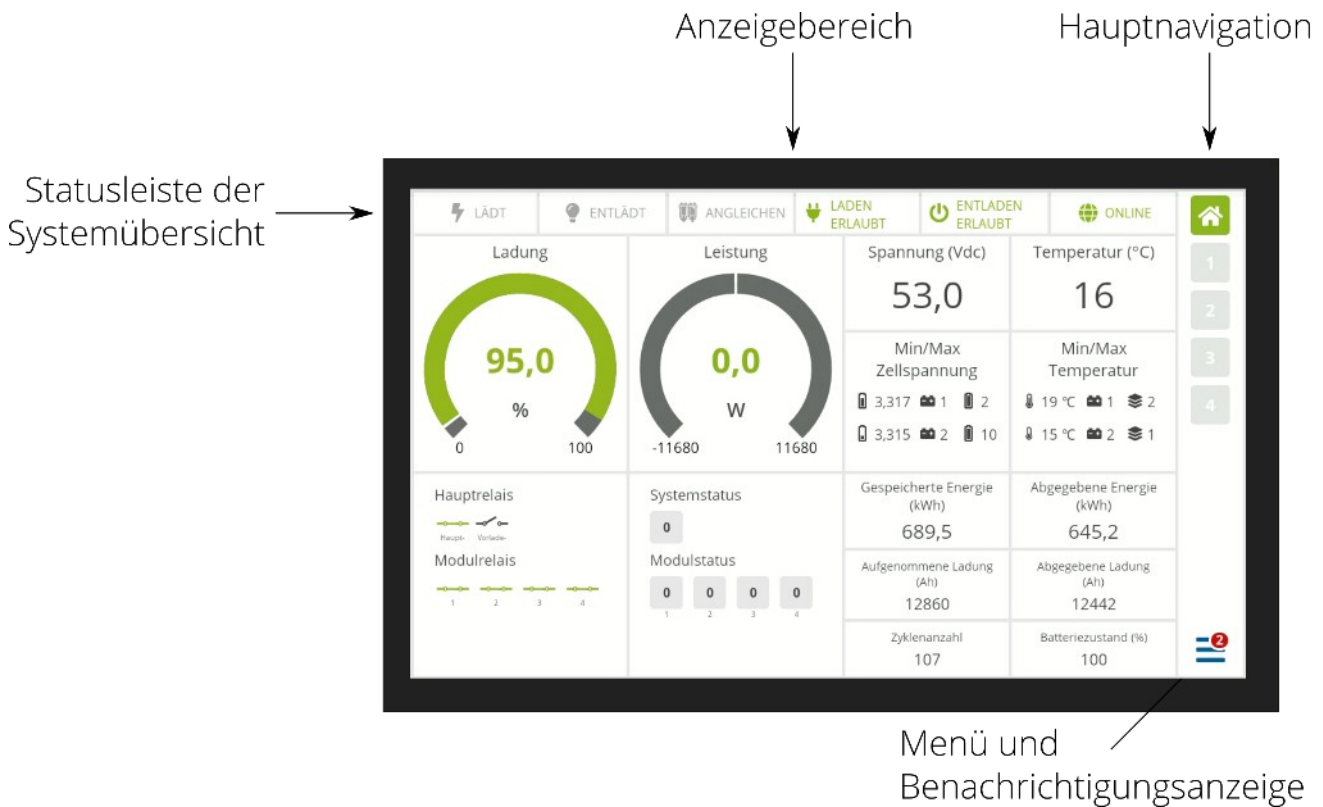 Anzeigebereich
Hauptnavigation
Statusleiste der
Systemübersicht
LÄDT
ENTLÄDT
ANGLEICHEN
LADEN
ERLAUBT
ENTLADEN
ERLAUBT
ONLINE
Ladung
95,0
%
0
100
Leistung
0,0
W
-11680
11680
Spannung (Vdc)
53,0
Temperatur (°C)
16
Min/Max
Zellspannung
3,317 1 2
3,315 2 10
Min/Max
Temperatur
19 °C 1 2
15 °C 2 1
1
2
3
4
Hauptrelais
Haupt- Vorlade-
Modulrelais
1 2 3 4
Systemstatus
0
Modulstatus
0 0 0 0
1 2 3 4
Gespeicherte Energie
(kWh)
689,5
Abgegebene Energie
(kWh)
645,2
Aufgenommene Ladung
(Ah)
12860
Abgegebene Ladung
(Ah)
12442
Zyklenanzahl
107
Batteriezustand (%)
100
2
Menü und
Benachrichtigungsanzeige